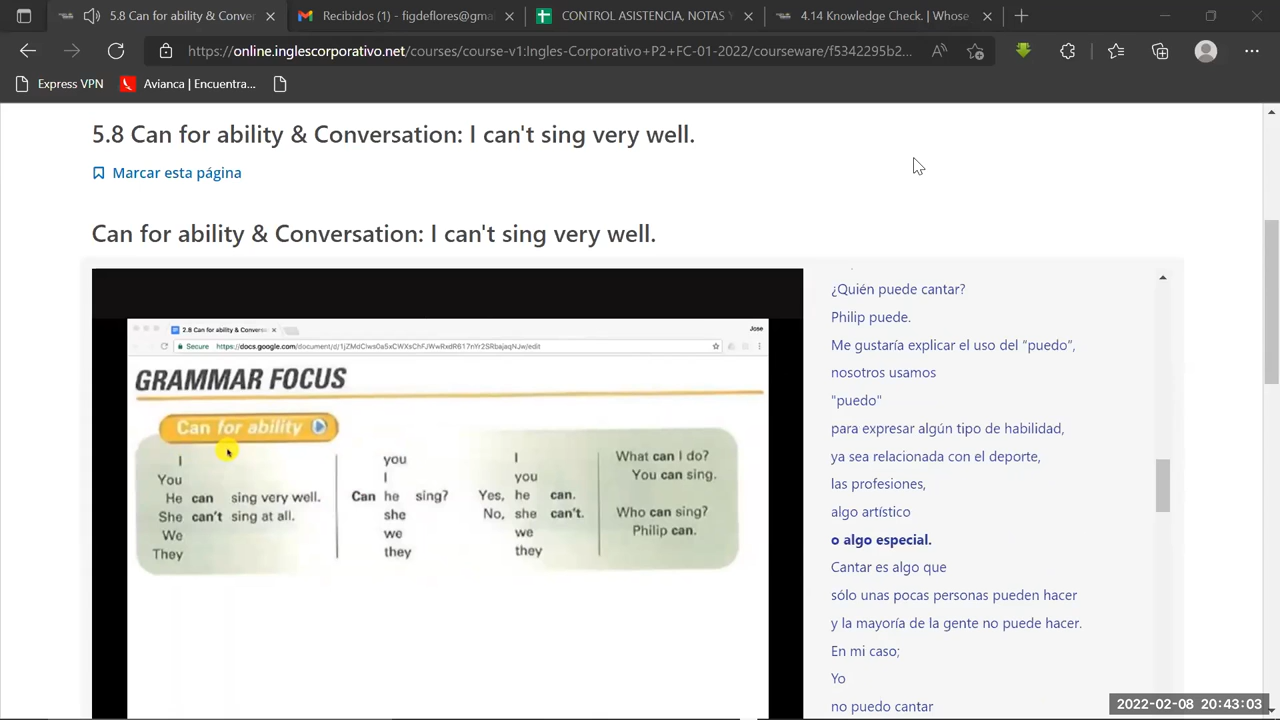 5.8 Can for ability & Conver
Recibidos (1) - figdeflores@gma
CONTROL ASISTENCIA, NOTAS
4.14 Knowledge Check. | Whose
https://online.inglescorporativo.net/courses/course-v1:Ingles-Corporativo+P2+FC-01-2022/courseware/f5342295b2...
Express VPN
Avianca | Encuentra...
5.8 Can for ability & Conversation: I can't sing very well.
Marcar esta página
Can for ability & Conversation: I can't sing very well.
2.8 Can for ability & Conversi
Jose
Secure
GRAMMAR FOCUS
Can for ability
I
You
He can sing very well.
She can't sing at all.
We
They
you
I
Can he sing?
she
we
they
I
you
Yes, he can.
No, she can't.
we
they
What can I do?
You can sing.
Who can sing?
Philip can.
¿Quién puede cantar?
Philip puede.
Me gustaría explicar el uso del “puedo”,
nosotros usamos
"puedo"
para expresar algún tipo de habilidad,
ya sea relacionada con el deporte,
las profesiones,
algo artístico
o algo especial.
Cantar es algo que
sólo unas pocas personas pueden hacer
y la mayoría de la gente no puede hacer.
En mi caso;
Yo
no puedo cantar
2022-02-08 20:43:03